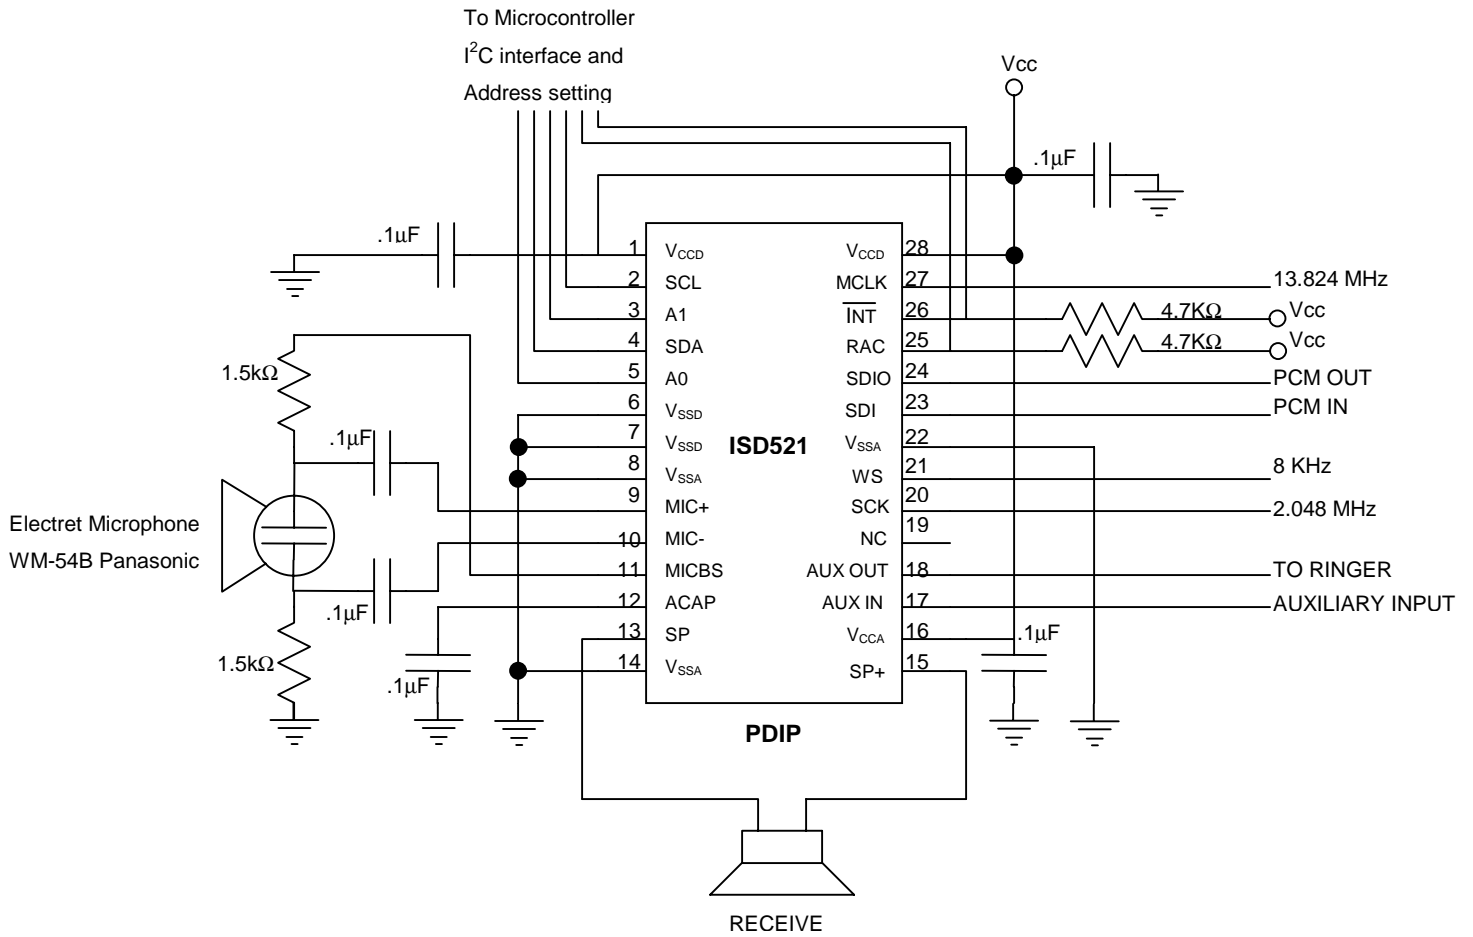 To Microcontroller
I²C interface and
Address setting
Vcc
.1µF
.1µF
1 VCCD
2 SCL
3 A1
4 SDA
5 A0
6 VSSD
7 VSSD
8 VSSA
9 MIC+
10 MIC-
11 MICBS
12 ACAP
13 SP
14 VSSA
ISD521
PDIP
VCCD 28
MCLK 27
INT 26
RAC 25
SDIO 24
SDI 23
VSSA 22
WS 21
SCK 20
NC 19
AUX OUT 18
AUX IN 17
VCCA 16
SP+ 15
13.824 MHz
4.7KΩ Vcc
4.7KΩ Vcc
PCM OUT
PCM IN
8 KHz
2.048 MHz
TO RINGER
AUXILIARY INPUT
.1µF
1.5kΩ
.1µF
Electret Microphone
WM-54B Panasonic
.1µF
1.5kΩ
.1µF
RECEIVE